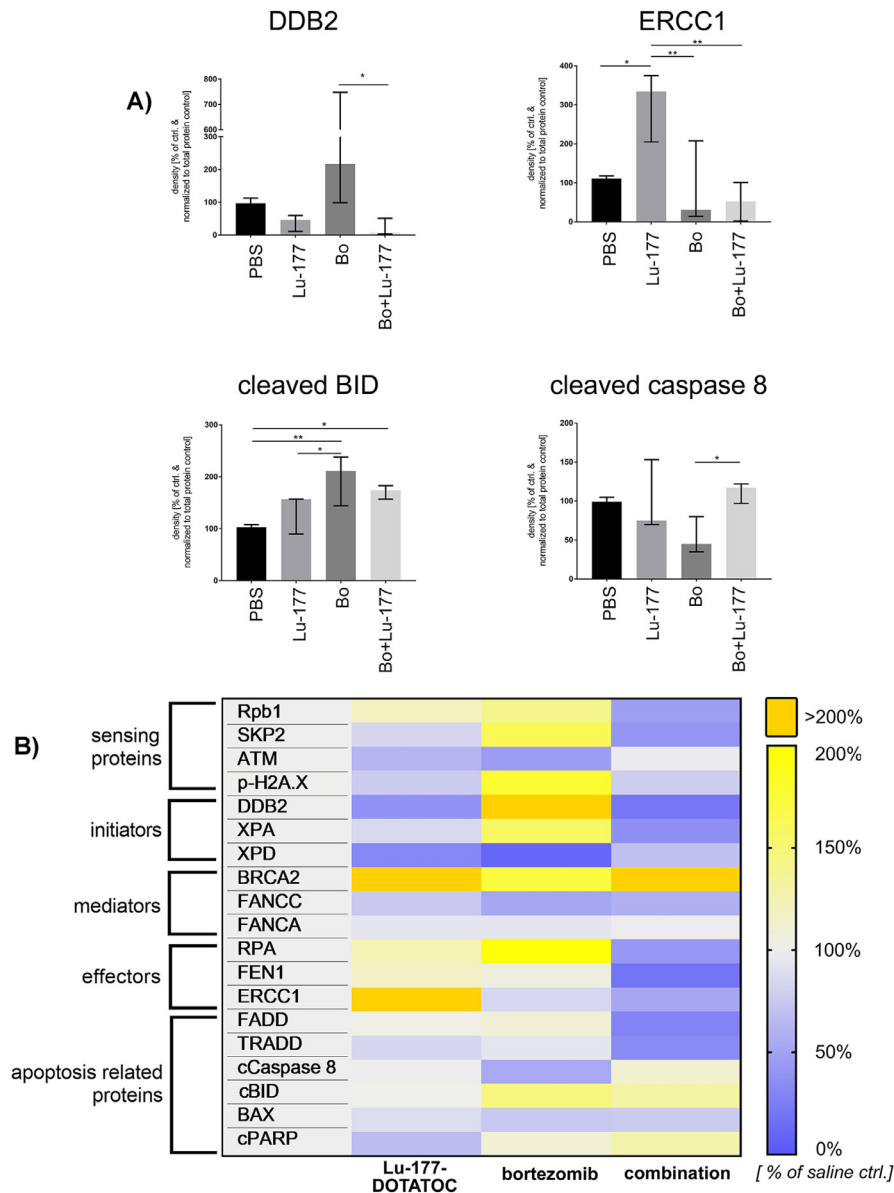 DDB2
ERCC1
A)
density [% of ctrl. &
normalized to total protein control]
800
700
600
200
100
0
*
PBS
Lu-177
Bo
Bo+Lu-177
density [% of ctrl. &
normalized to total protein control]
400
300
200
100
0
*
**
**
PBS
Lu-177
Bo
Bo+Lu-177
cleaved BID
cleaved caspase 8
density [% of ctrl. &
normalized to total protein control]
300
200
100
0
*
**
*
PBS
Lu-177
Bo
Bo+Lu-177
density [% of ctrl. &
normalized to total protein control]
200
150
100
50
0
*
PBS
Lu-177
Bo
Bo+Lu-177
B)
sensing
proteins
initiators
mediators
effectors
apoptosis related
proteins
Rpb1
SKP2
ATM
p-H2A.X
DDB2
XPA
XPD
BRCA2
FANCC
FANCA
RPA
FEN1
ERCC1
FADD
TRADD
cCaspase 8
cBID
BAX
cPARP
Lu-177-
DOTATOC
bortezomib
combination
>200%
200%
150%
100%
50%
0%
[ % of saline ctrl.]